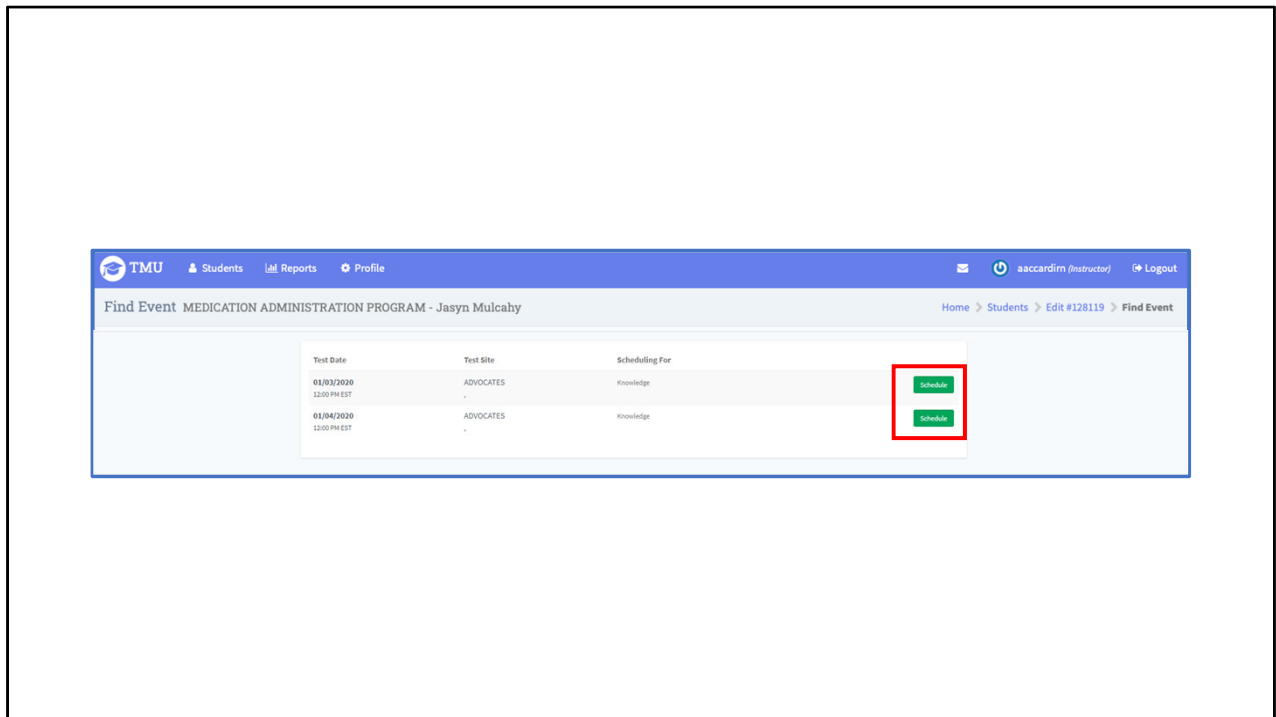 TMU Students Reports Profile aaccardirn (Instructor) Logout
Find Event MEDICATION ADMINISTRATION PROGRAM - Jasyn Mulcahy Home > Students > Edit #128119 > Find Event
Test Date Test Site Scheduling For
01/03/2020 ADVOCATES Knowledge Schedule
12:00 PM EST ,
01/04/2020 ADVOCATES Knowledge Schedule
12:00 PM EST ,